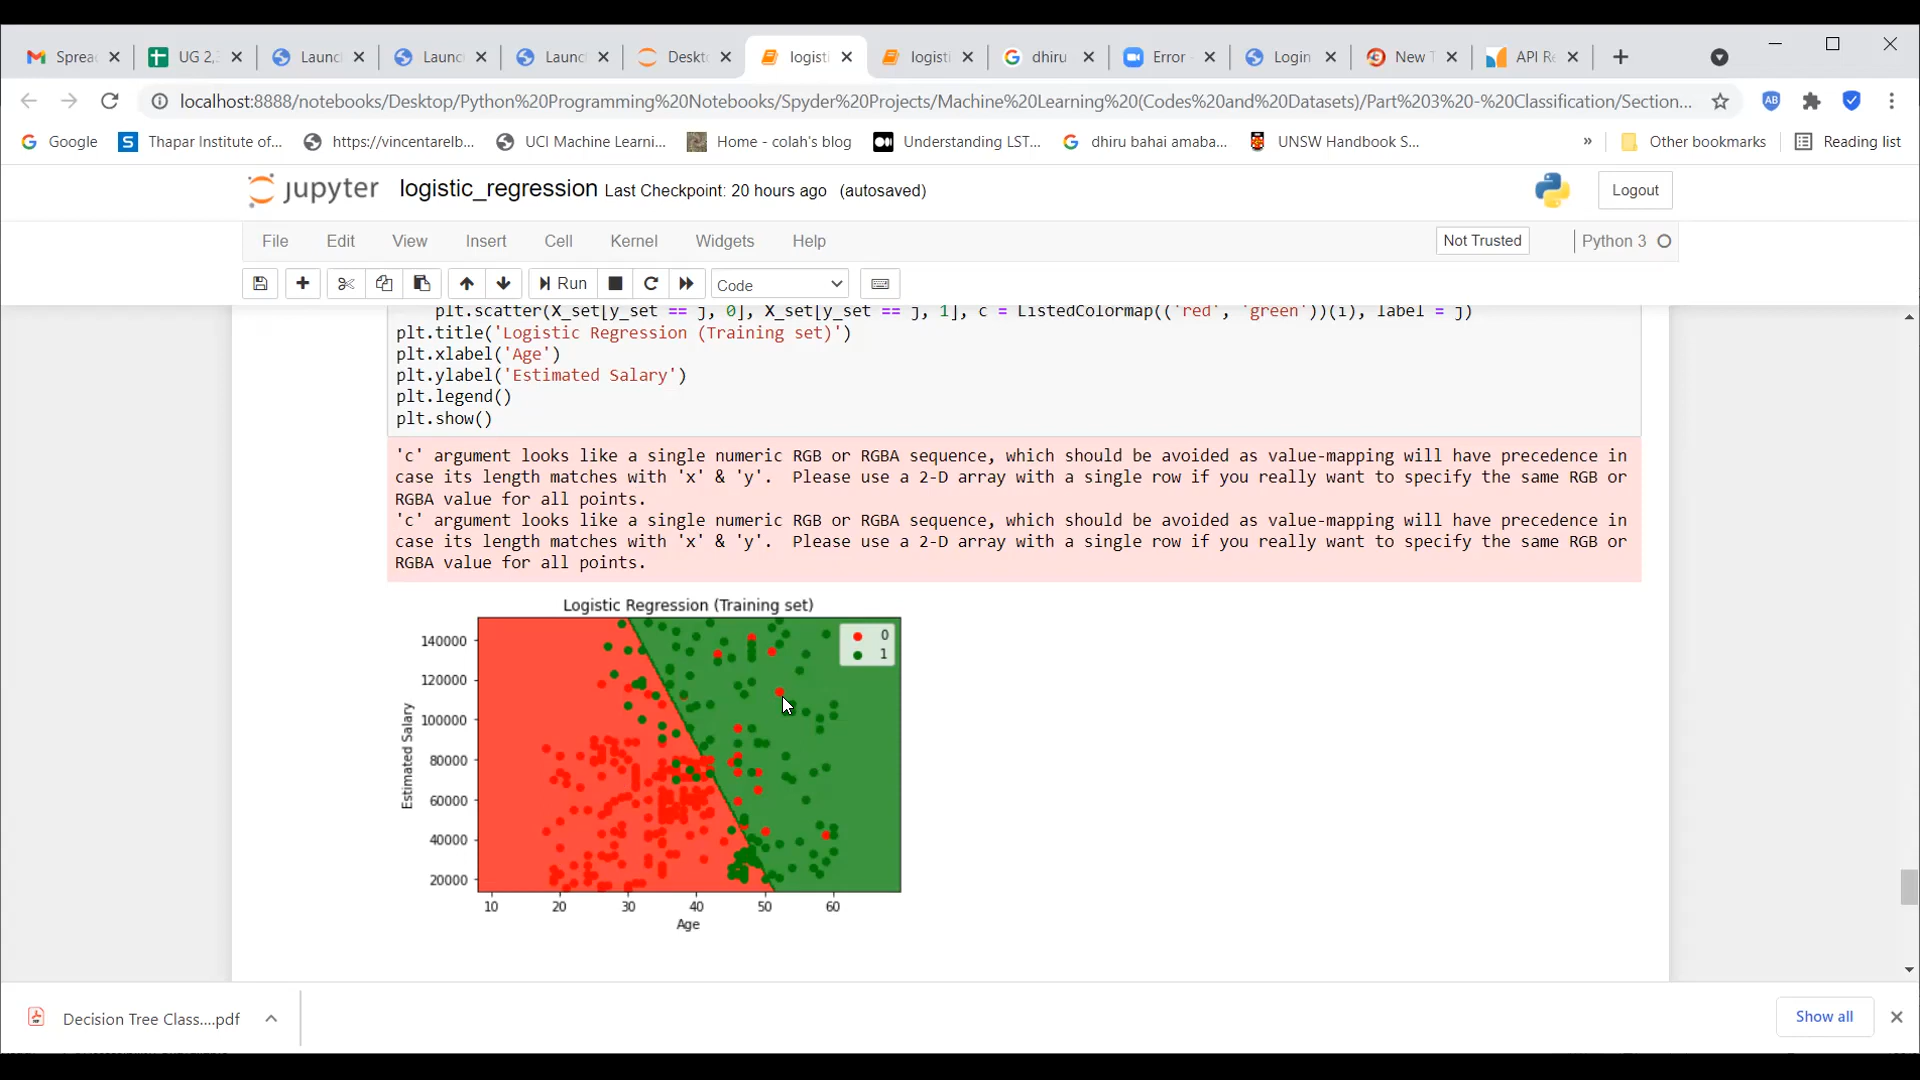 Sprea
UG 2,
Launc
Launc
Launc
Deskto
logisti
logisti
dhiru
Error -
Login
New T
API Re
localhost:8888/notebooks/Desktop/Python%20Programming%20Notebooks/Spyder%20Projects/Machine%20Learning%20(Codes%20and%20Datasets)/Part%203%20-%20Classification/Section...
AB
Google
S
Thapar Institute of...
https://vincentarelb...
UCI Machine Learni...
Home - colah's blog
Understanding LST...
dhiru bahai amaba...
UNSW Handbook S...
»
Other bookmarks
Reading list
jupyter logistic_regression Last Checkpoint: 20 hours ago (autosaved)
Logout
File Edit View Insert Cell Kernel Widgets Help
Not Trusted
Python 3
Run
Code
plt.scatter(X_set[y_set == j, 0], X_set[y_set == j, 1], c = ListedColormap(('red', 'green'))(i), label = j)
plt.title('Logistic Regression (Training set)')
plt.xlabel('Age')
plt.ylabel('Estimated Salary')
plt.legend()
plt.show()
'c' argument looks like a single numeric RGB or RGBA sequence, which should be avoided as value-mapping will have precedence in
case its length matches with 'x' & 'y'.  Please use a 2-D array with a single row if you really want to specify the same RGB or
RGBA value for all points.
'c' argument looks like a single numeric RGB or RGBA sequence, which should be avoided as value-mapping will have precedence in
case its length matches with 'x' & 'y'.  Please use a 2-D array with a single row if you really want to specify the same RGB or
RGBA value for all points.
Logistic Regression (Training set)
0
1
140000
120000
100000
80000
60000
40000
20000
Estimated Salary
10 20 30 40 50 60
Age
Decision Tree Class....pdf
Show all